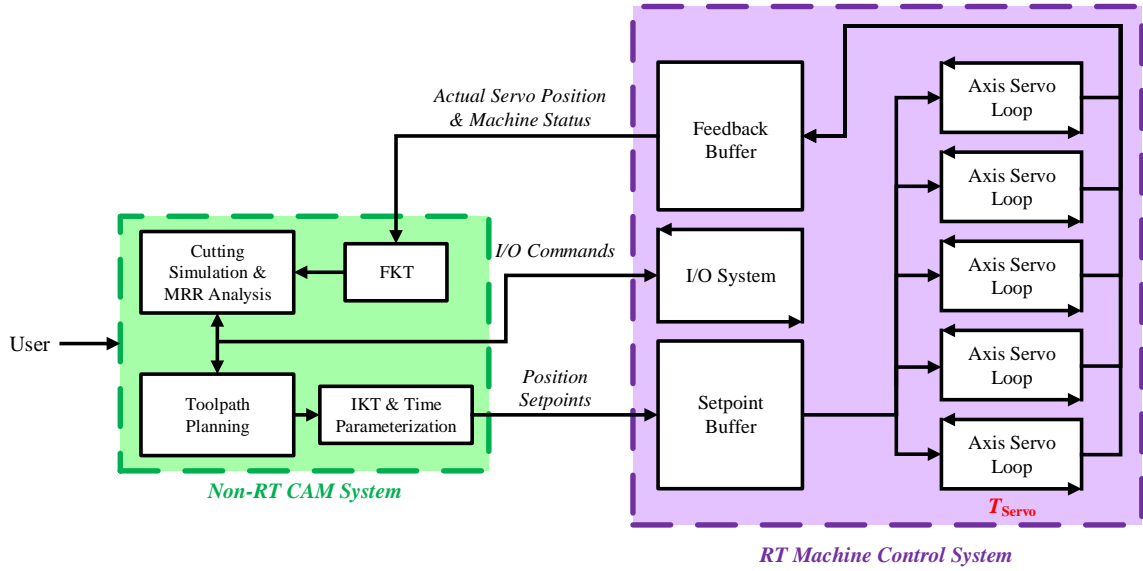 Actual Servo Position
& Machine Status
Feedback
Buffer
Axis Servo
Loop
Axis Servo
Loop
Cutting
Simulation &
MRR Analysis
FKT
I/O Commands
I/O System
Axis Servo
Loop
User
Toolpath
Planning
IKT & Time
Parameterization
Position
Setpoints
Setpoint
Buffer
Axis Servo
Loop
Axis Servo
Loop
Non-RT CAM System
TServo
RT Machine Control System